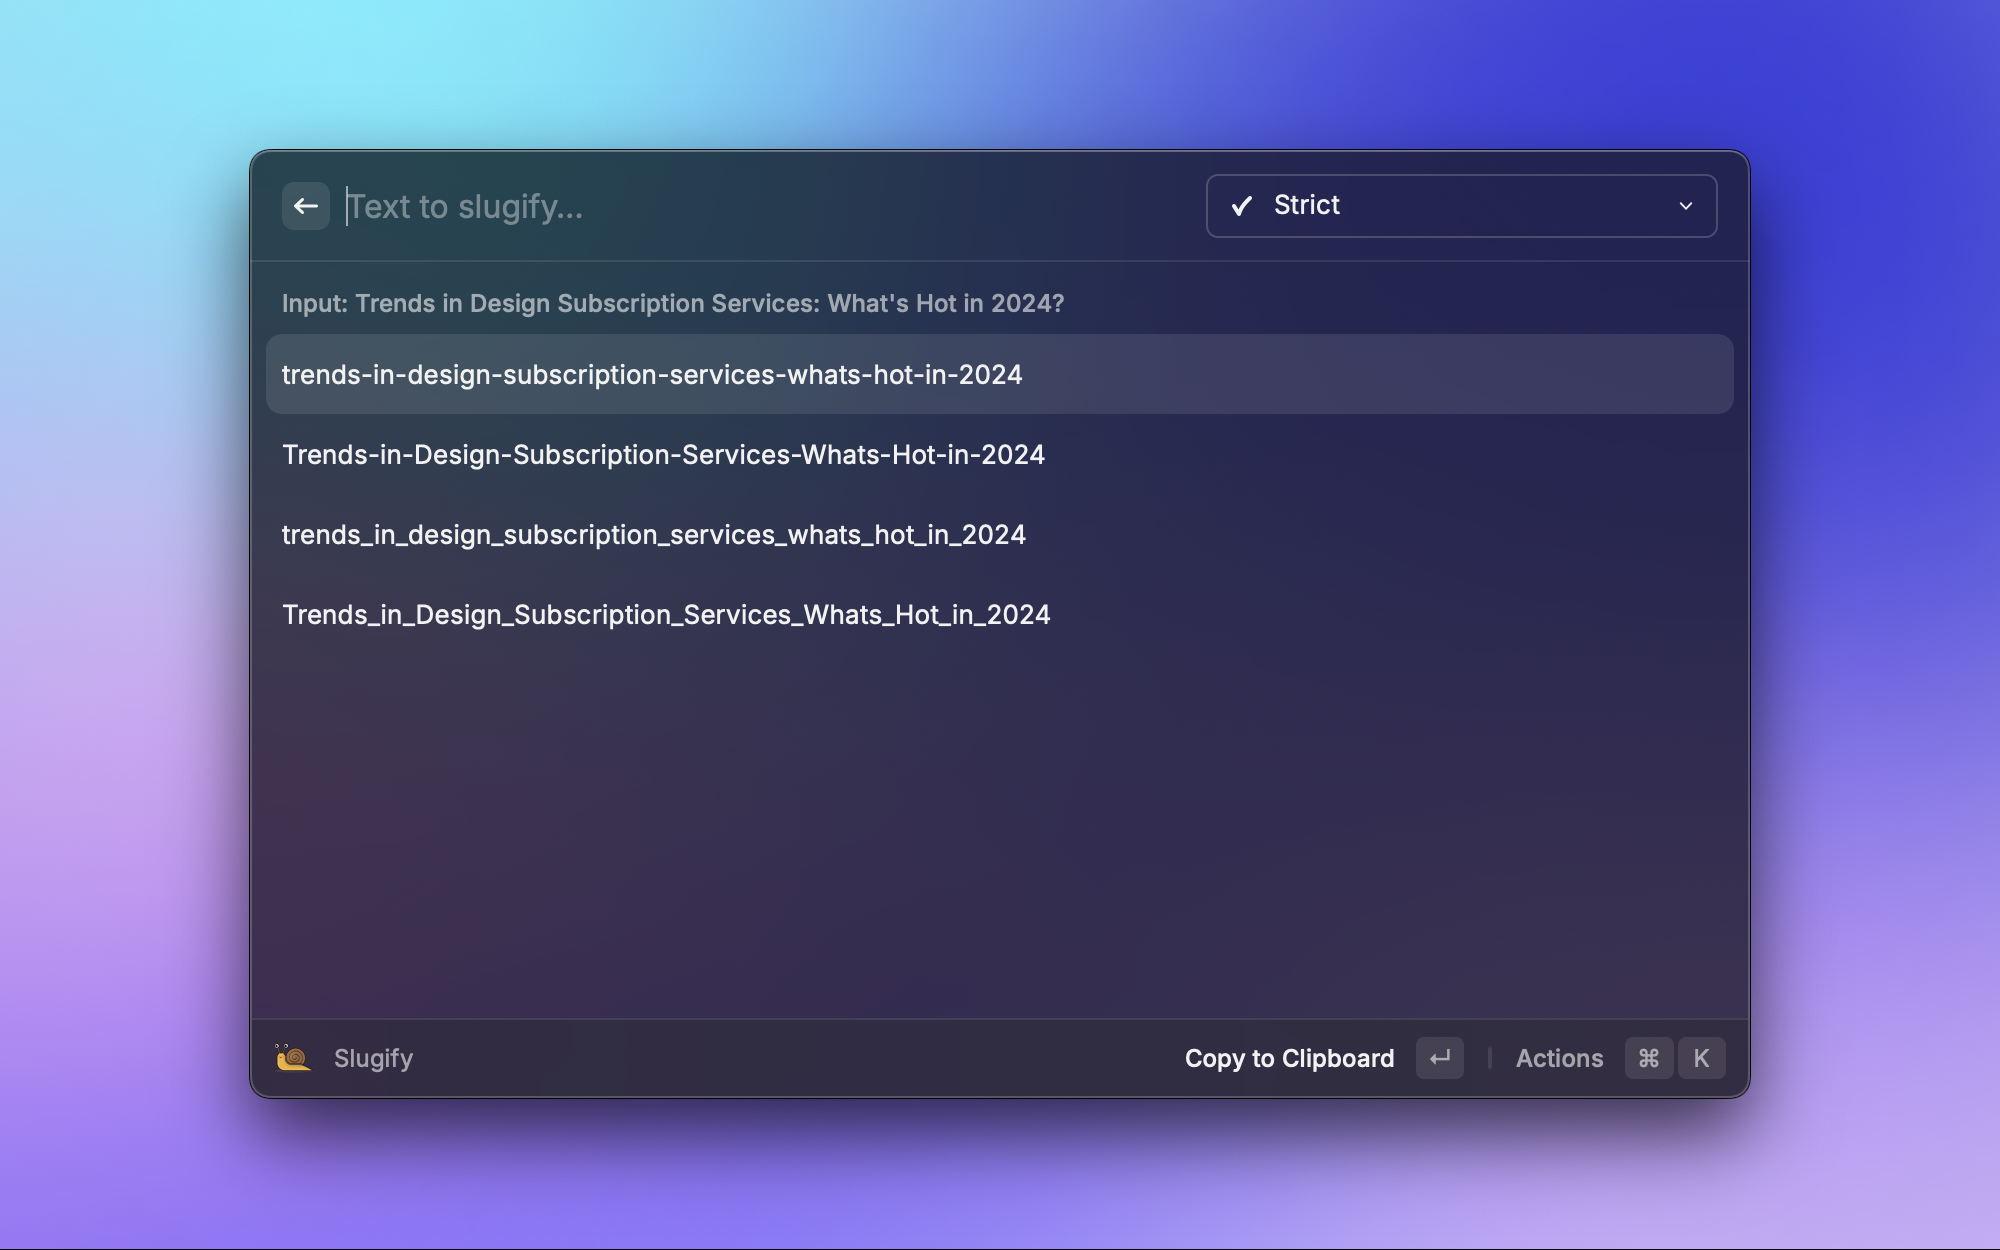 Text to slugify...
Strict
Input: Trends in Design Subscription Services: What's Hot in 2024?
trends-in-design-subscription-services-whats-hot-in-2024
Trends-in-Design-Subscription-Services-Whats-Hot-in-2024
trends_in_design_subscription_services_whats_hot_in_2024
Trends_in_Design_Subscription_Services_Whats_Hot_in_2024
Slugify
Copy to Clipboard
Actions ⌘ K